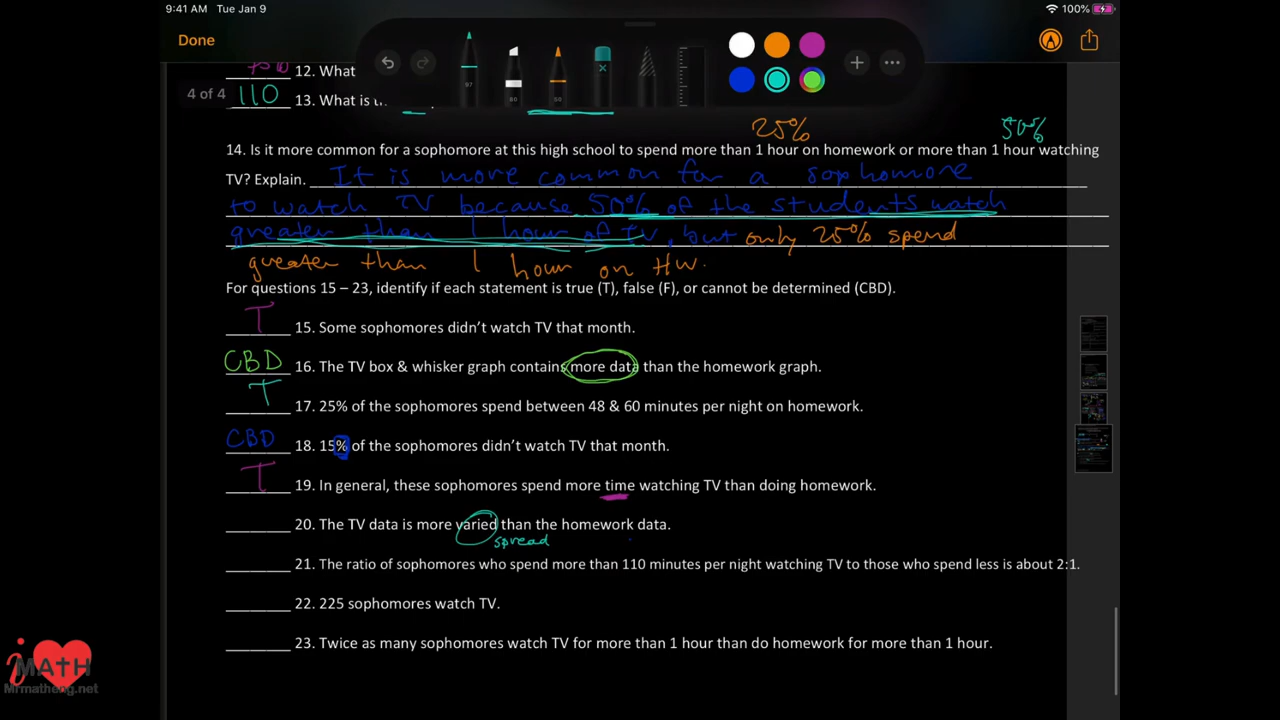 9:41 AM Tue Jan 9
100%
Done
97
80
50
4 of 4
12. What
110 13. What is t
25% 50%
14. Is it more common for a sophomore at this high school to spend more than 1 hour on homework or more than 1 hour watching
TV? Explain. It is more common for a sophomore
to watch TV because 50% of the students watch
greater than 1 hour of tv, but only 25% spend
greater than 1 hour on HW.
For questions 15 – 23, identify if each statement is true (T), false (F), or cannot be determined (CBD).
T 15. Some sophomores didn't watch TV that month.
CBD 16. The TV box & whisker graph contains more data than the homework graph.
T 17. 25% of the sophomores spend between 48 & 60 minutes per night on homework.
CBD 18. 15% of the sophomores didn't watch TV that month.
T 19. In general, these sophomores spend more time watching TV than doing homework.
20. The TV data is more varied than the homework data.
spread
21. The ratio of sophomores who spend more than 110 minutes per night watching TV to those who spend less is about 2:1.
22. 225 sophomores watch TV.
23. Twice as many sophomores watch TV for more than 1 hour than do homework for more than 1 hour.
iMATH
Mrmatheng.net